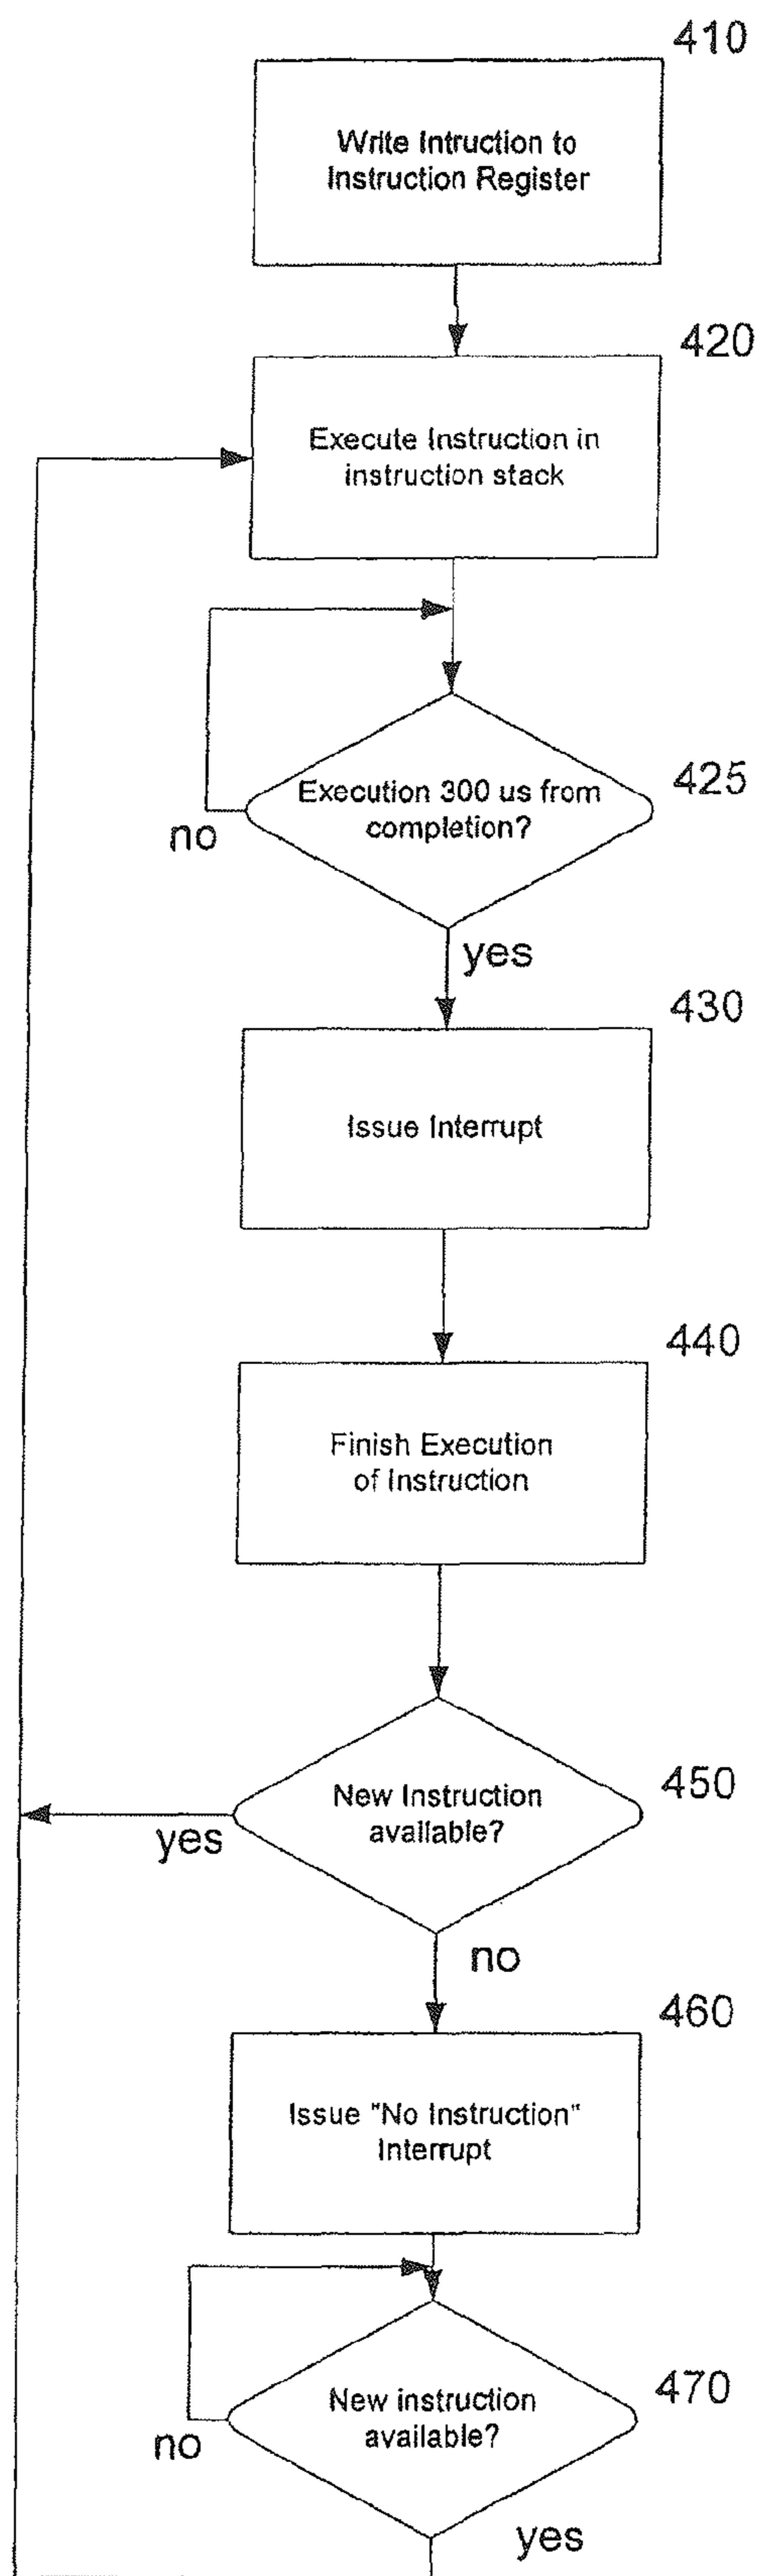 410
Write Intruction to
Instruction Register
420
Execute Instruction in
instruction stack
425
Execution 300 us from
completion?
no
yes
430
Issue Interrupt
440
Finish Execution
of Instruction
450
New Instruction
available?
yes
no
460
Issue "No Instruction"
Interrupt
470
New instruction
available?
no
yes